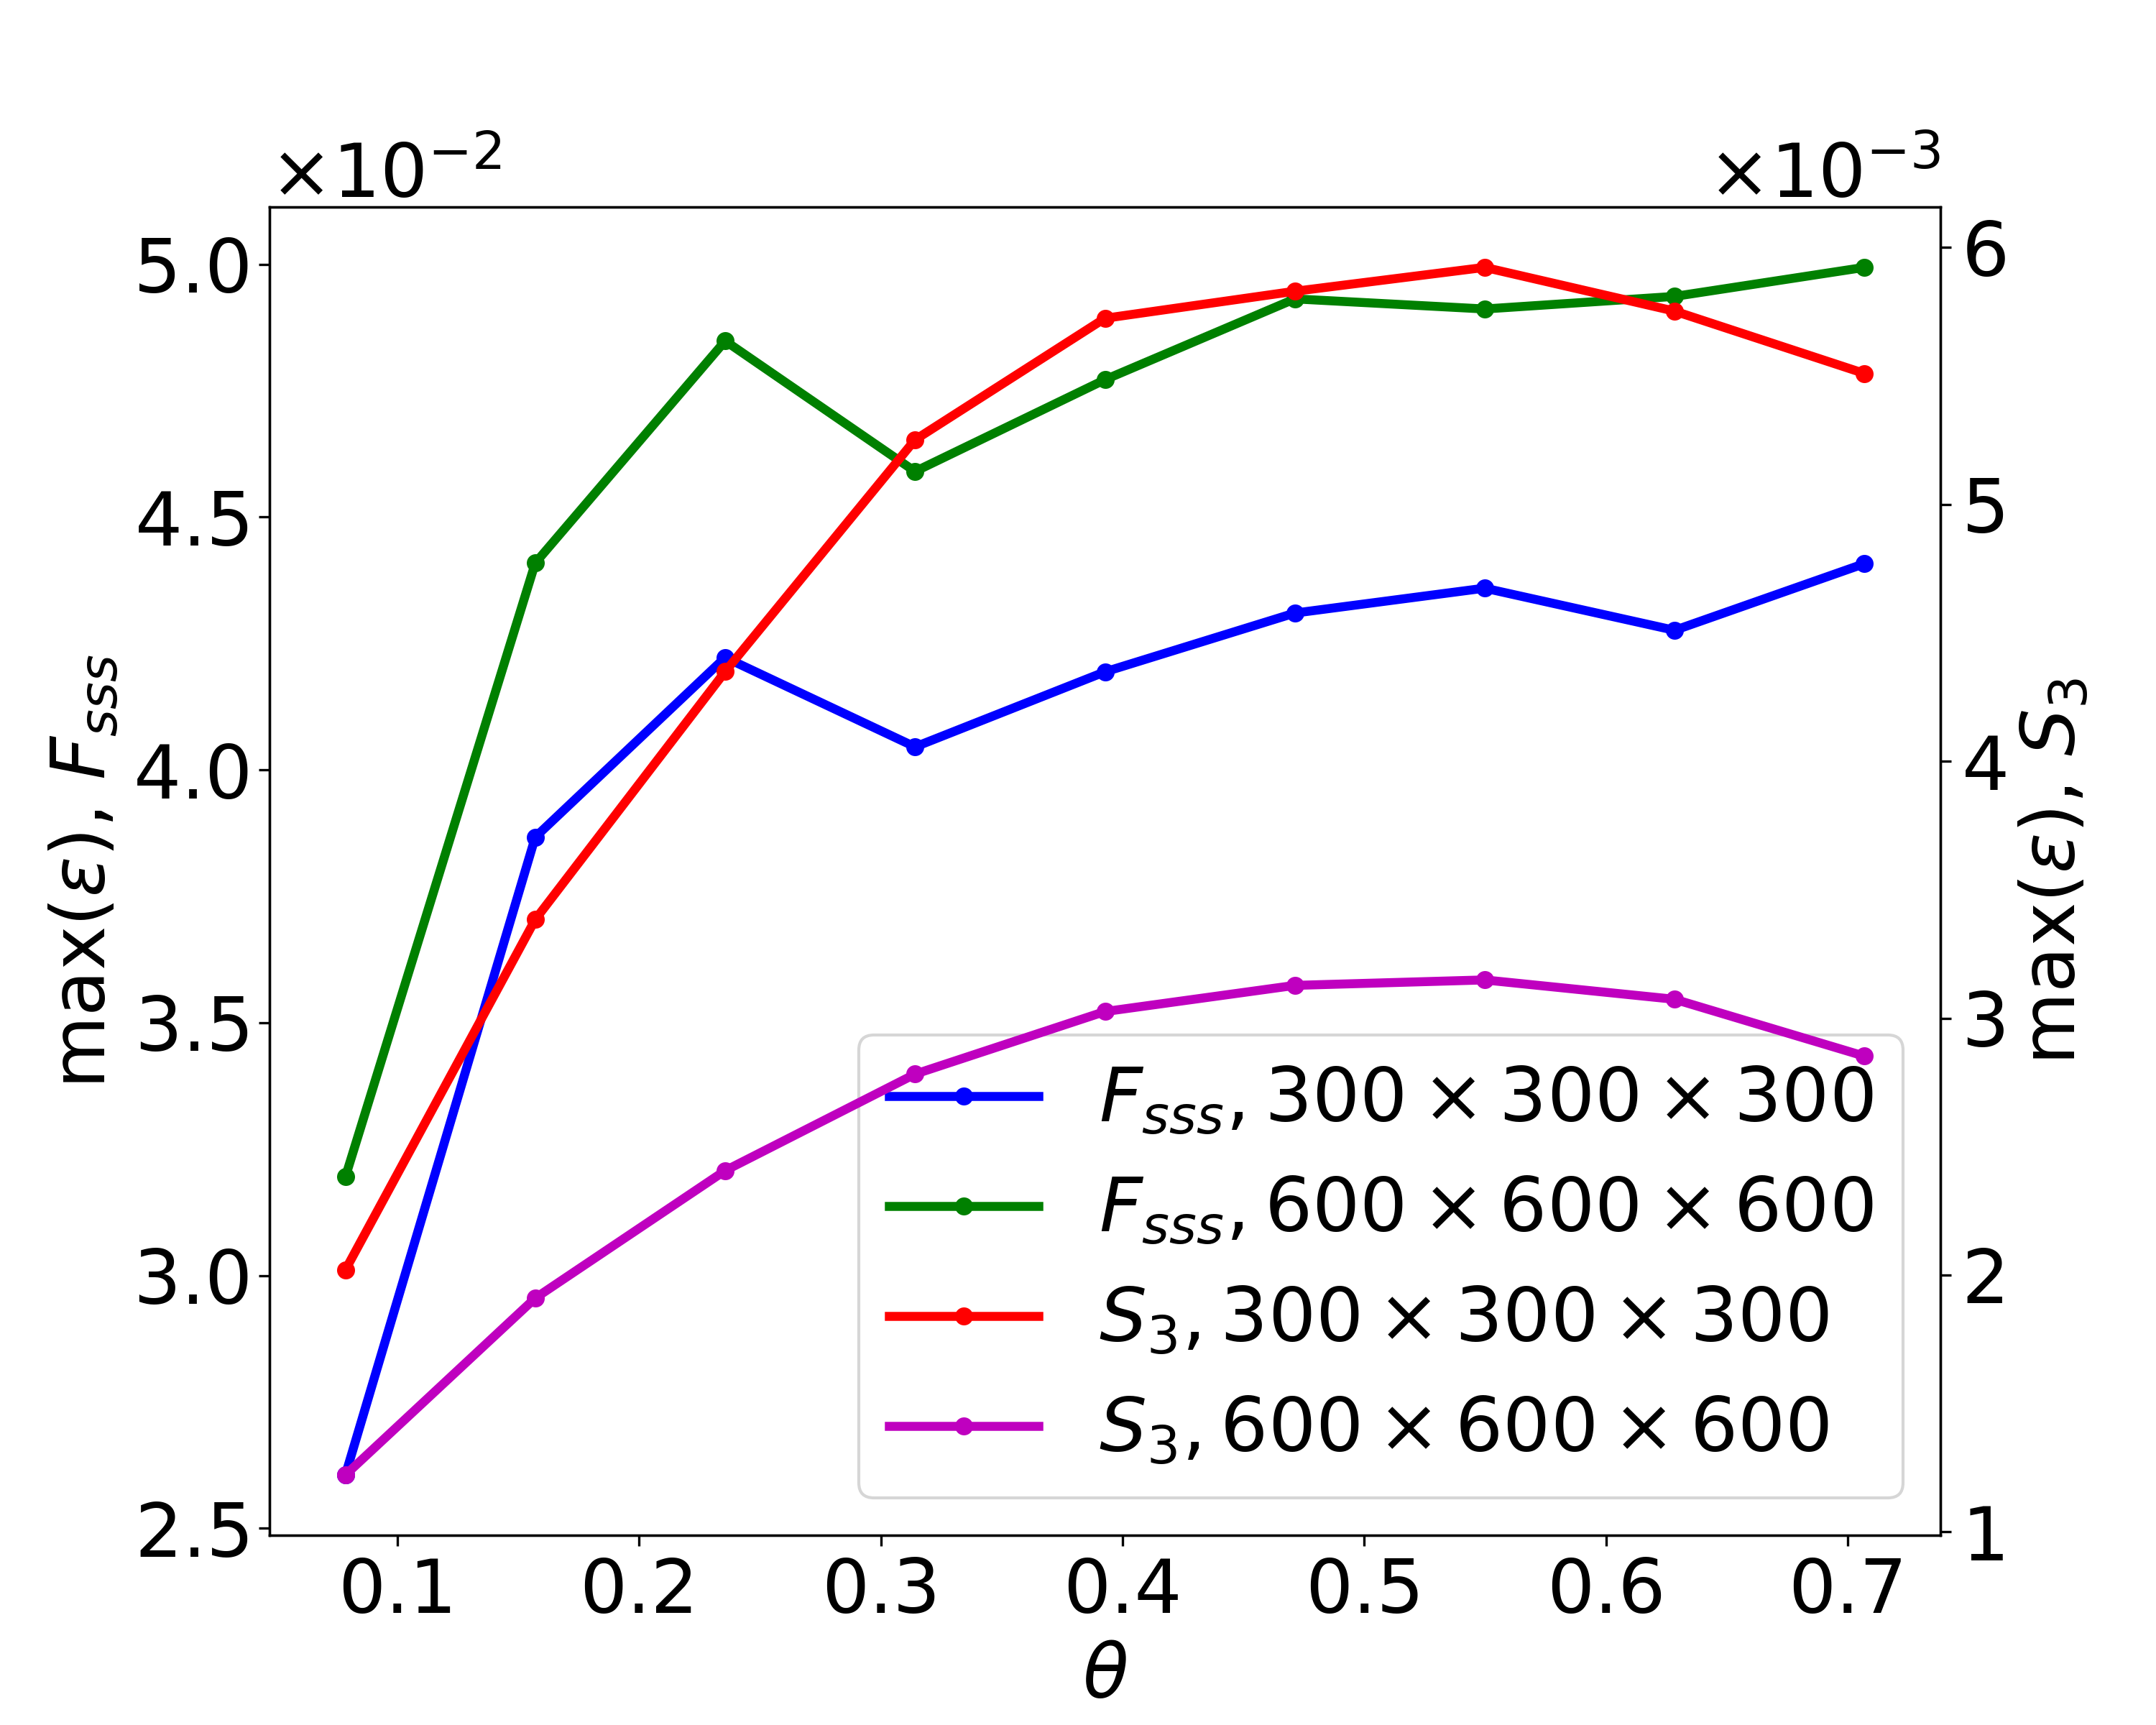 ×10⁻²
×10⁻³
5.0
4.5
4.0
3.5
3.0
2.5
max(ε), F_sss
6
5
4
3
2
1
max(ε), S₃
F_sss, 300 × 300 × 300
F_sss, 600 × 600 × 600
S₃, 300 × 300 × 300
S₃, 600 × 600 × 600
0.1 0.2 0.3 0.4 0.5 0.6 0.7
θ